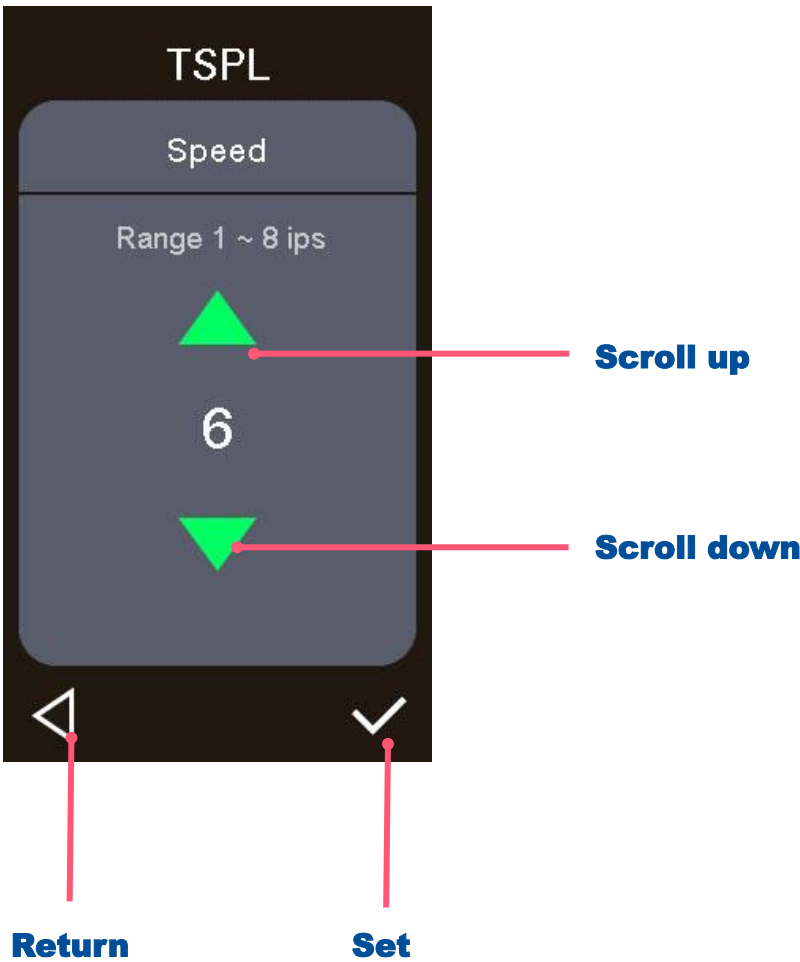 TSPL
Speed
Range 1 ~ 8 ips
Scroll up
6
Scroll down
Return
Set